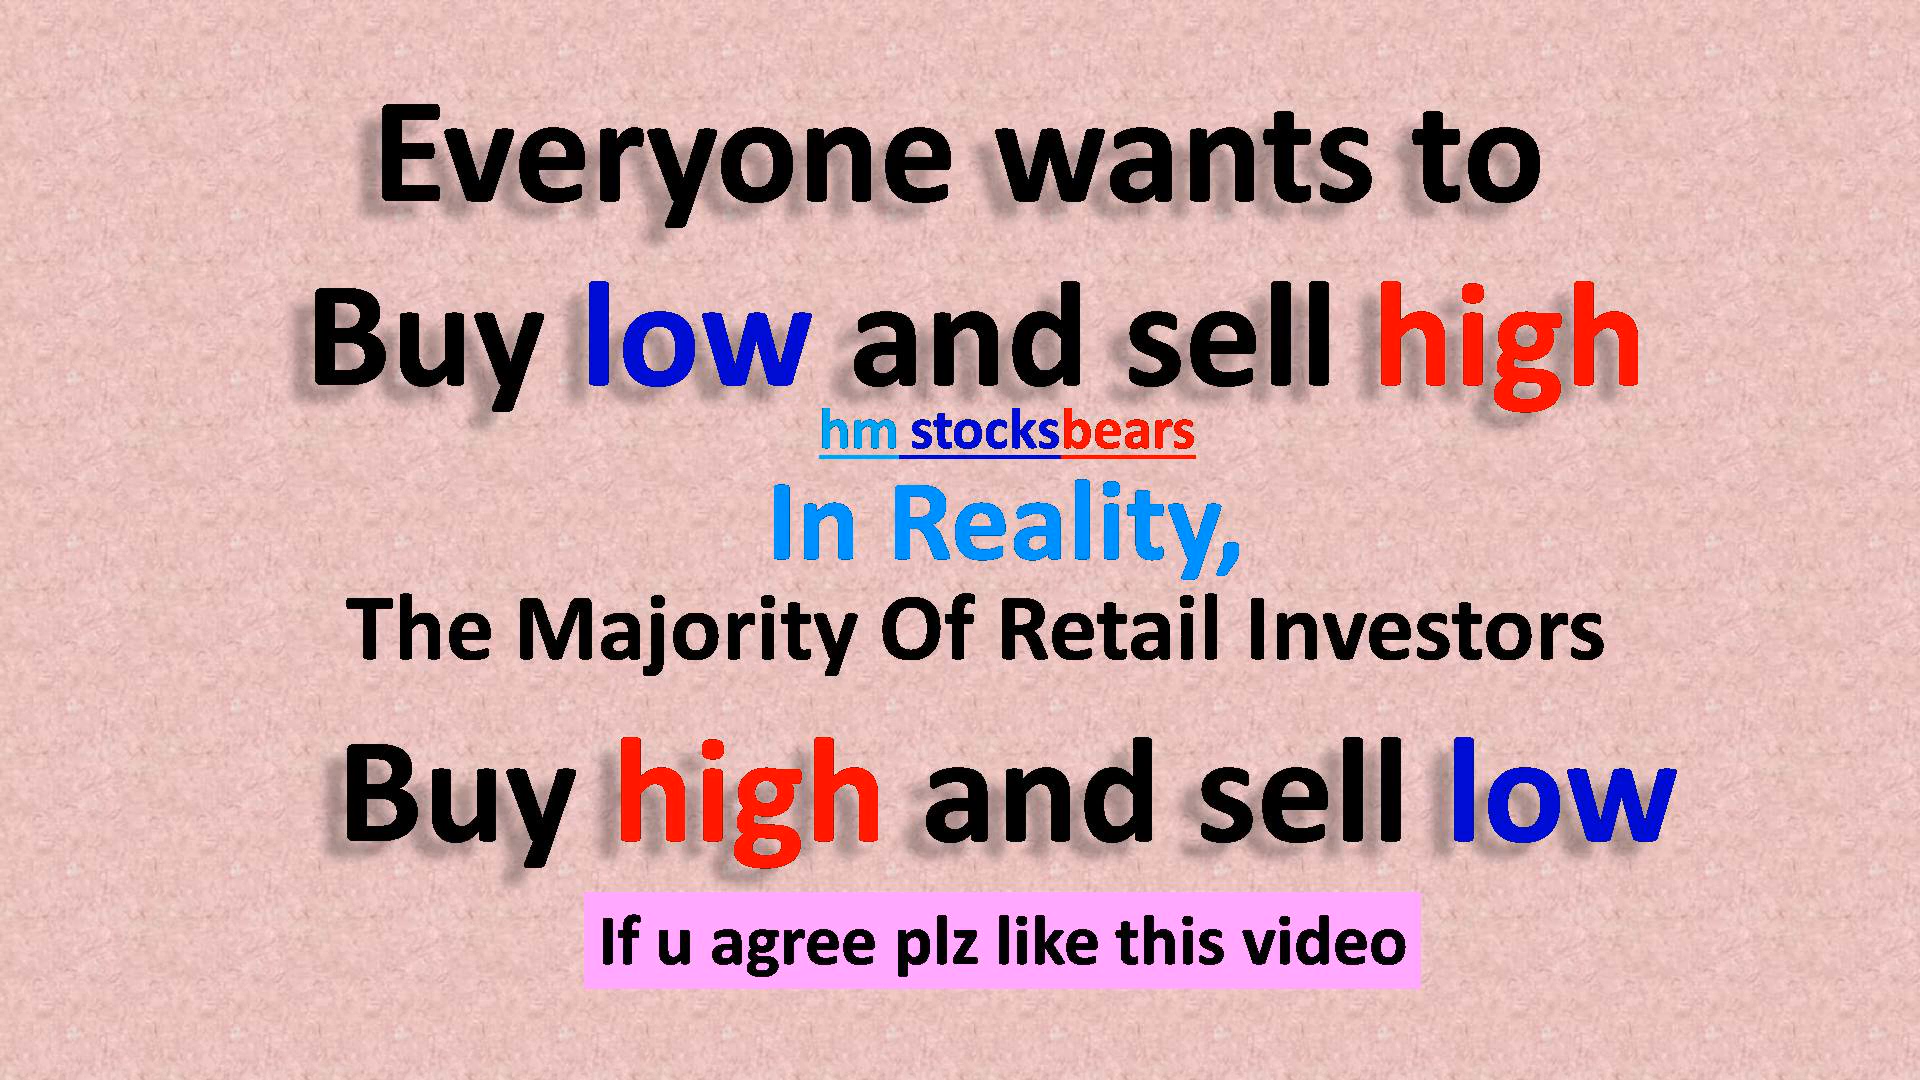 Everyone wants to
Buy low and sell high
hm stocksbears
In Reality,
The Majority Of Retail Investors
Buy high and sell low
If u agree plz like this video